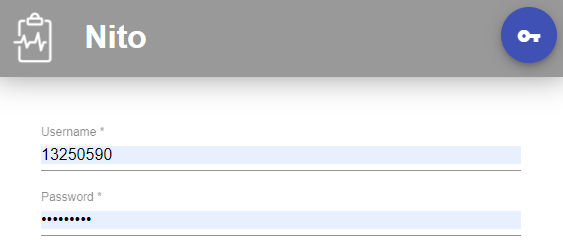 Nito
Username *
13250590
Password *
•••••••••